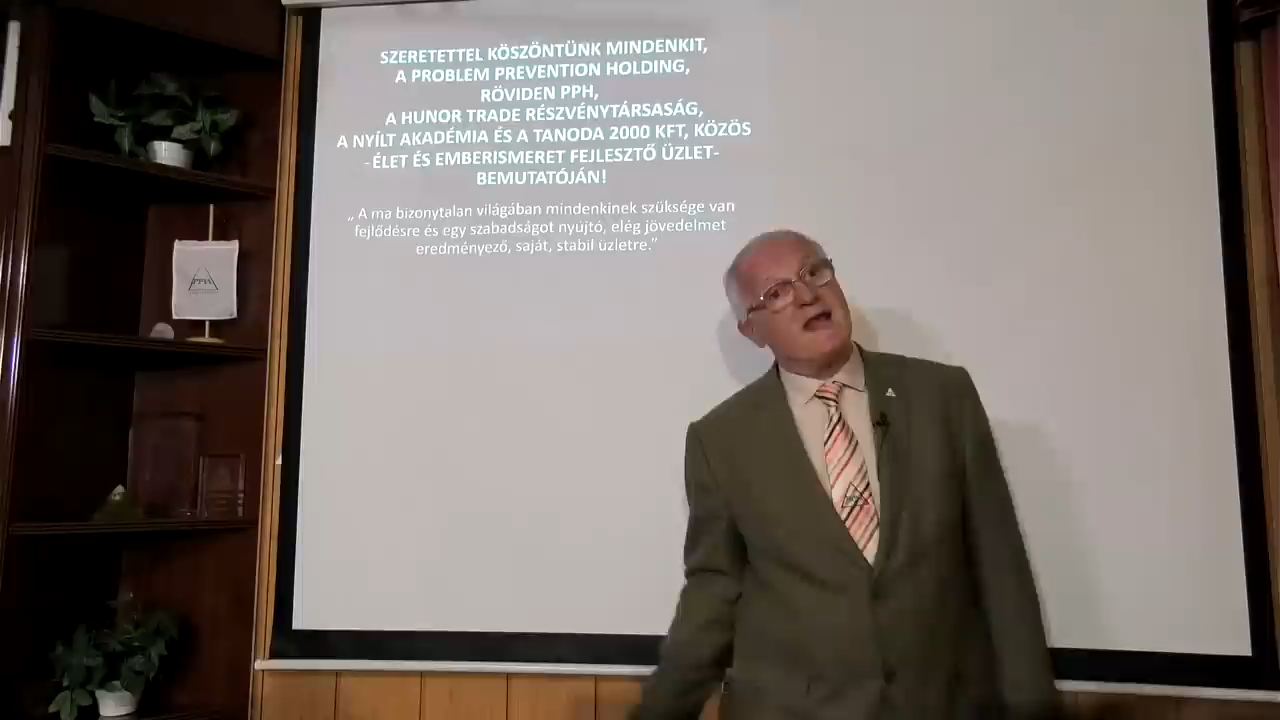 SZERETETTEL KÖSZÖNTÜNK MINDENKIT,
A PROBLEM PREVENTION HOLDING,
RÖVIDEN PPH,
A HUNOR TRADE RÉSZVÉNYTÁRSASÁG,
A NYÍLT AKADÉMIA ÉS A TANODA 2000 KFT, KÖZÖS
-ÉLET ÉS EMBERISMERET FEJLESZTŐ ÜZLET-
BEMUTATÓJÁN!
„ A ma bizonytalan világában mindenkinek szüksége van
fejlődésre és egy szabadságot nyújtó, elég jövedelmet
eredményező, saját, stabil üzletre.”